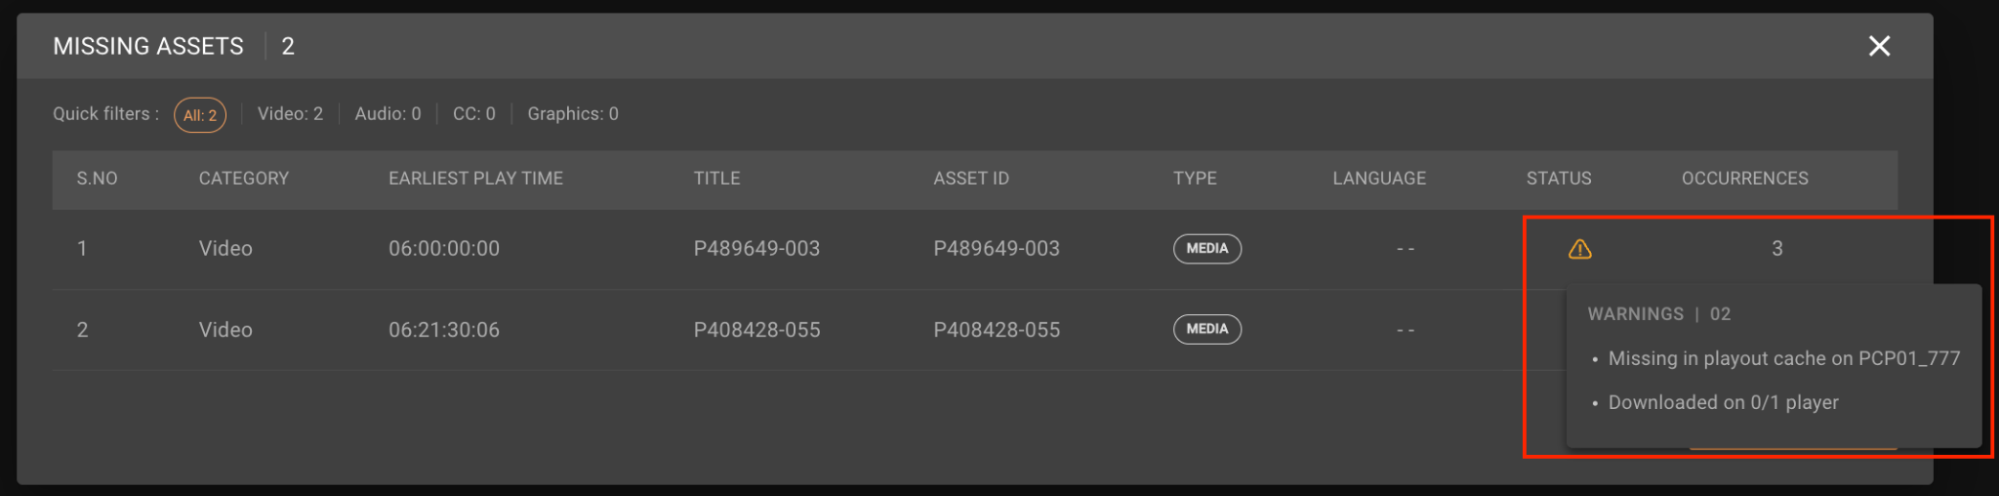 MISSING ASSETS | 2
Quick filters : All: 2 | Video: 2 | Audio: 0 | CC: 0 | Graphics: 0
S.NO CATEGORY EARLIEST PLAY TIME TITLE ASSET ID TYPE LANGUAGE STATUS OCCURRENCES
1 Video 06:00:00:00 P489649-003 P489649-003 MEDIA -- 3
2 Video 06:21:30:06 P408428-055 P408428-055 MEDIA --
WARNINGS | 02
• Missing in playout cache on PCP01_777
• Downloaded on 0/1 player